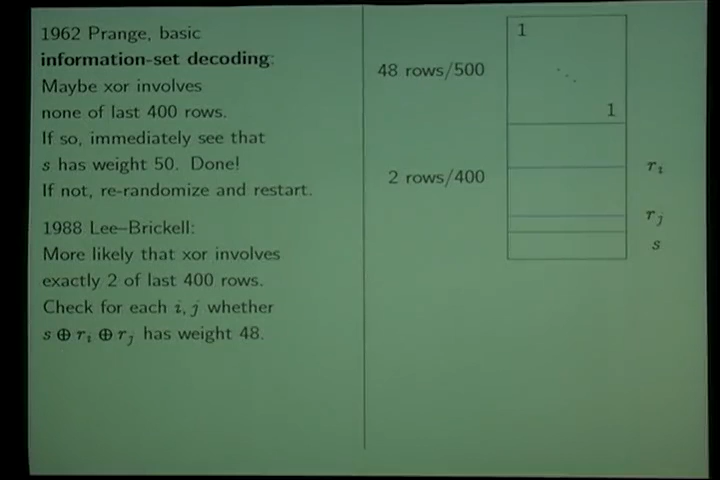 1962 Prange, basic
information-set decoding:
Maybe xor involves
none of last 400 rows.
If so, immediately see that
s has weight 50. Done!
If not, re-randomize and restart.
1988 Lee–Brickell:
More likely that xor involves
exactly 2 of last 400 rows.
Check for each i, j whether
s ⊕ r_i ⊕ r_j has weight 48.
1
48 rows/500
1
2 rows/400
r_i
r_j
s